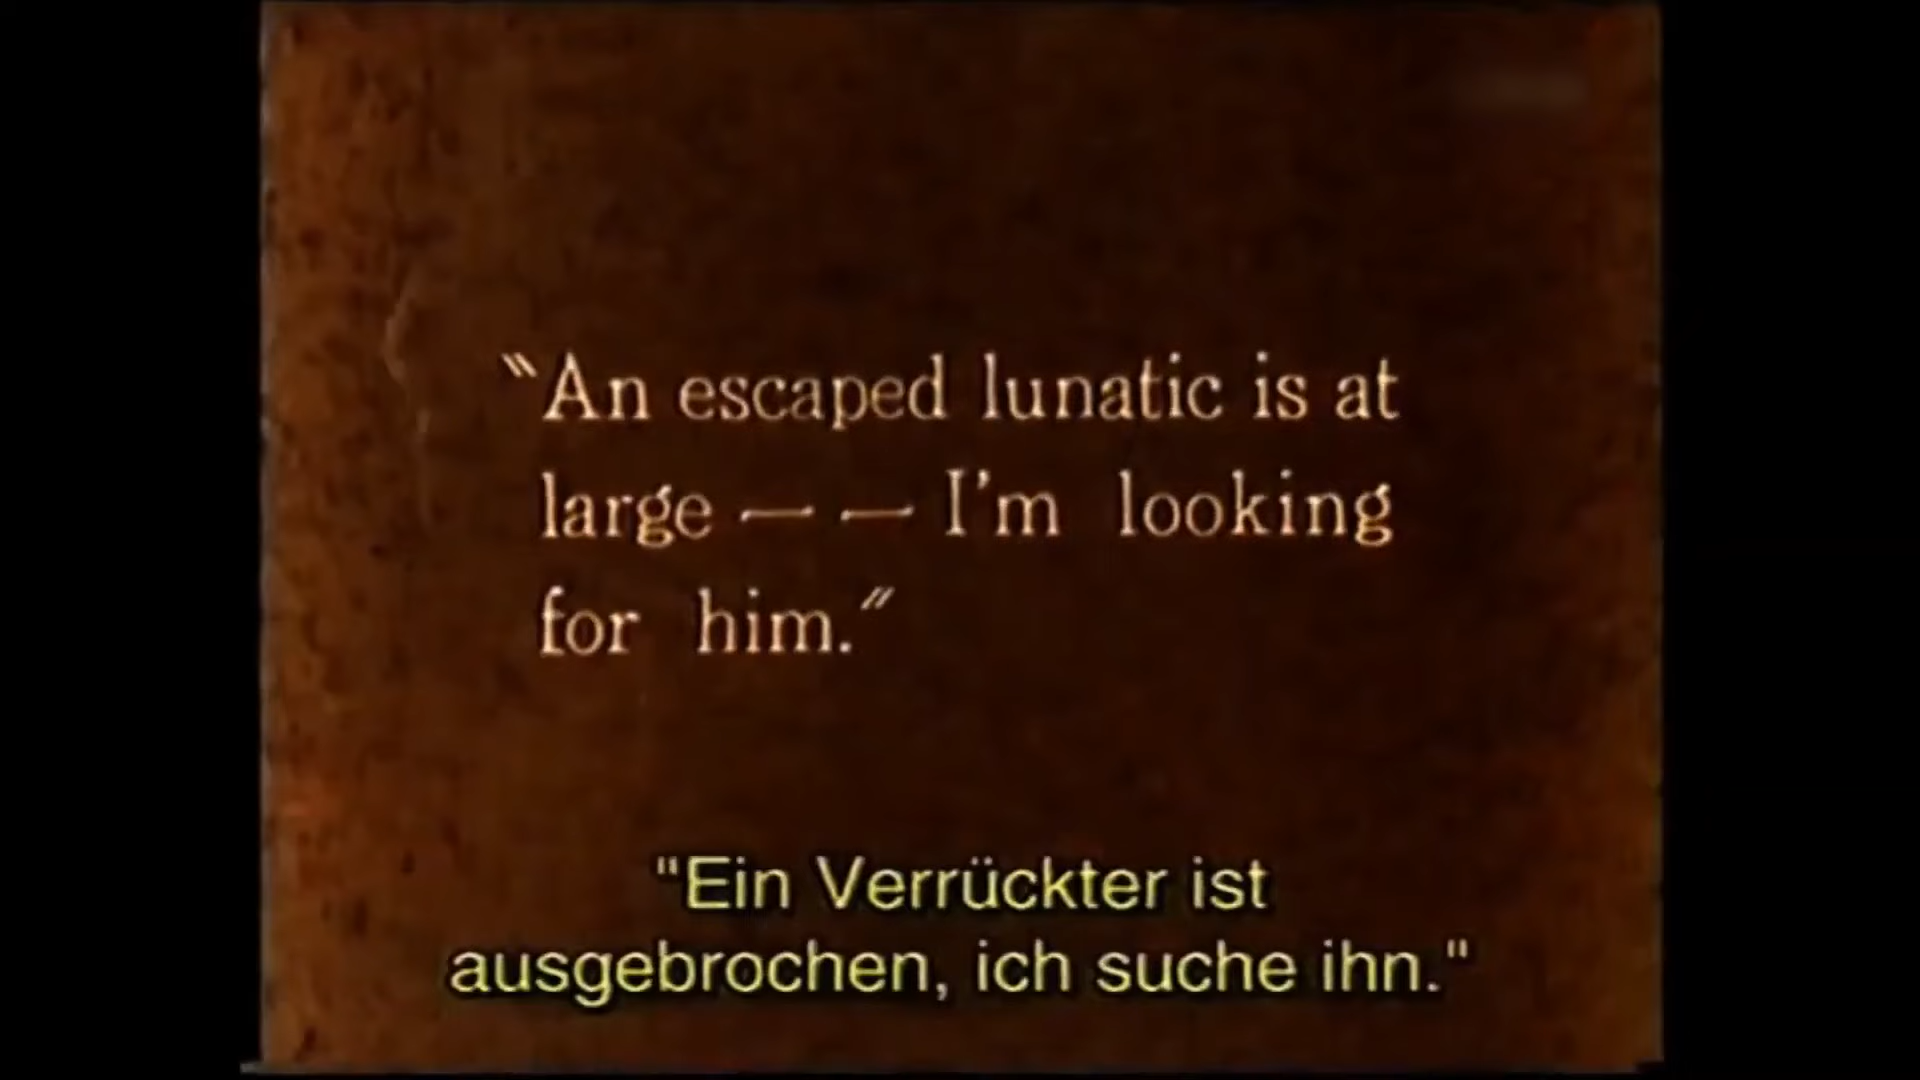 "An escaped lunatic is at
large — — I'm looking
for him."
"Ein Verrückter ist
ausgebrochen, ich suche ihn."